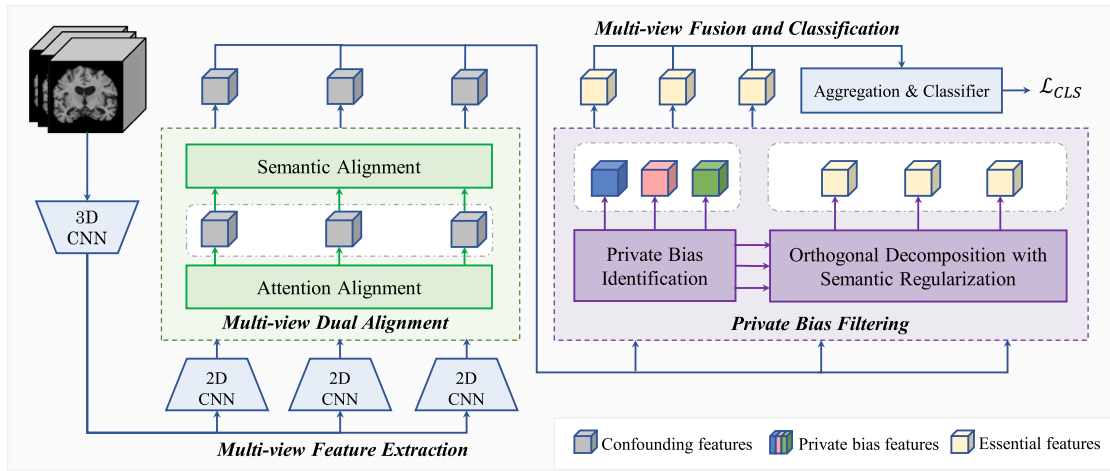 Multi-view Fusion and Classification
Aggregation & Classifier
ℒ_CLS
Semantic Alignment
3D
CNN
Private Bias
Identification
Orthogonal Decomposition with
Semantic Regularization
Attention Alignment
Multi-view Dual Alignment
Private Bias Filtering
2D
CNN
2D
CNN
2D
CNN
Multi-view Feature Extraction
Confounding features
Private bias features
Essential features